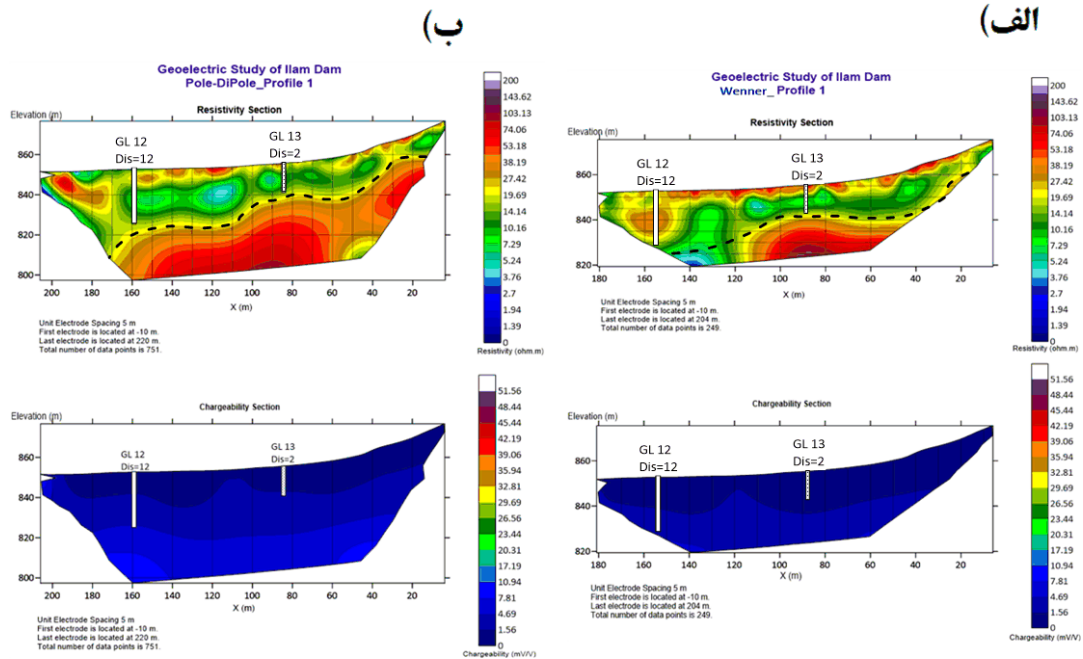 الف)
ب)
Geoelectric Study of Ilam Dam
Pole-DiPole_Profile 1
Resistivity Section
Elevation (m)
GL 12
Dis=12
GL 13
Dis=2
860
840
820
800
200 180 160 140 120 100 80 60 40 20
X (m)
Unit Electrode Spacing 5 m
First electrode is located at -10 m.
Last electrode is located at 220 m.
Total number of data points is 751.
200
143.62
103.13
74.06
53.18
38.19
27.42
19.69
14.14
10.16
7.29
5.24
3.76
2.7
1.94
1.39
0
Resistivity (ohm.m)
Geoelectric Study of Ilam Dam
Wenner_ Profile 1
Resistivity Section
Elevation (m)
GL 12
Dis=12
GL 13
Dis=2
860
840
820
180 160 140 120 100 80 60 40 20
X (m)
Unit Electrode Spacing 5 m
First electrode is located at -10 m.
Last electrode is located at 204 m.
Total number of data points is 249.
200
143.62
103.13
74.06
53.18
38.19
27.42
19.69
14.14
10.16
7.29
5.24
3.76
2.7
1.94
1.39
0
Resistivity (ohm.m)
Chargeability Section
Elevation (m)
GL 12
Dis=12
GL 13
Dis=2
860
840
820
800
200 180 160 140 120 100 80 60 40 20
X (m)
Unit Electrode Spacing 5 m
First electrode is located at -10 m.
Last electrode is located at 220 m.
Total number of data points is 751.
51.56
48.44
45.44
42.19
39.06
35.94
32.81
29.69
26.56
23.44
20.31
17.19
10.94
7.81
4.69
1.56
0
Chargeability (mV/V)
Chargeability Section
Elevation (m)
GL 12
Dis=12
GL 13
Dis=2
860
840
820
180 160 140 120 100 80 60 40 20
X (m)
Unit Electrode Spacing 5 m
First electrode is located at -10 m.
Last electrode is located at 204 m.
Total number of data points is 249.
51.56
48.44
45.44
42.19
39.06
35.94
32.81
29.69
26.56
23.44
20.31
17.19
10.94
7.81
4.69
1.56
0
Chargeability (mV/V)